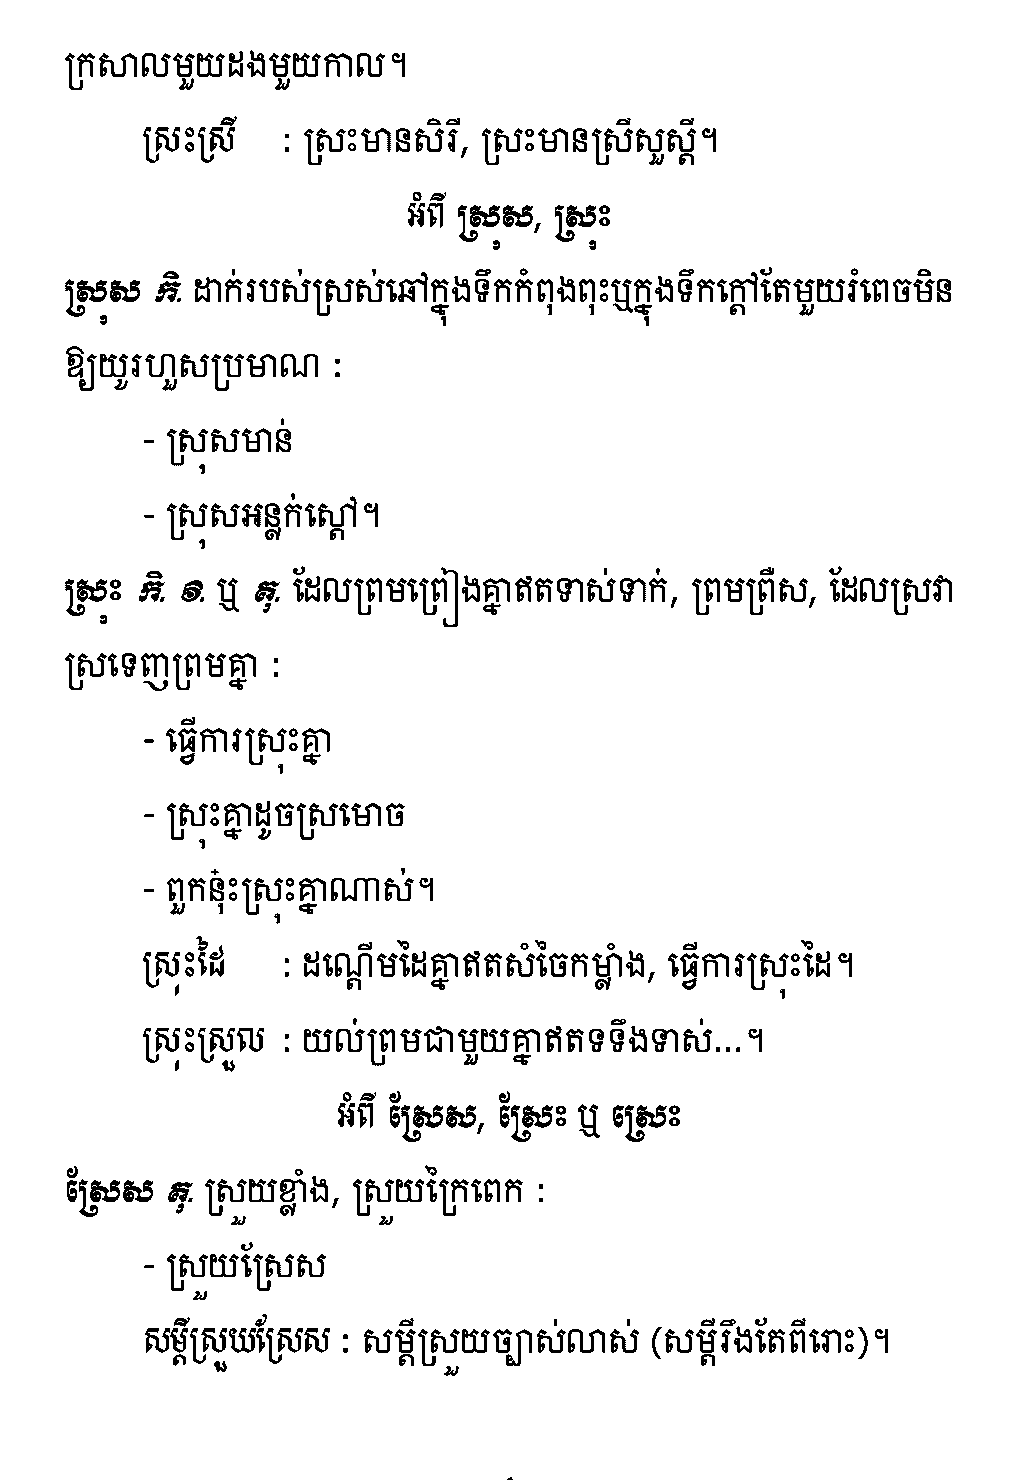 ក្រសាលមួយដងមួយកាល។
ស្រះស្រី : ស្រះមានសិរី, ស្រះមានស្រីសួស្តី។
អំពី ស្រុស, ស្រុះ
ស្រុស កិ. ដាក់របស់ស្រស់ឆៅក្នុងទឹកកំពុងពុះឬក្នុងទឹកក្តៅតែមួយរំពេចមិន
ឱ្យយូរហួសប្រមាណ :
- ស្រុសមាន់
- ស្រុសអន្លក់ស្តៅ។
ស្រុះ កិ. ១. ឬ គុ. ដែលព្រមព្រៀងគ្នាឥតទាស់ទាក់, ព្រមព្រឹស, ដែលស្រវា
ស្រទេញព្រមគ្នា :
- ធ្វើការស្រុះគ្នា
- ស្រុះគ្នាដូចស្រមោច
- ពួកនុ៎ះស្រុះគ្នាណាស់។
ស្រុះដៃ : ដណ្តើមដៃគ្នាឥតសំចៃកម្លាំង, ធ្វើការស្រុះដៃ។
ស្រុះស្រួល : យល់ព្រមជាមួយគ្នាឥតទទឹងទាស់...។
អំពី ស្រែស, ស្រែះ ឬ ស្រេះ
ស្រែស គុ. ស្រួយខ្លាំង, ស្រួយក្រៃពេក :
- ស្រួយស្រែស
សម្តីស្រួយស្រែស : សម្តីស្រួយច្បាស់លាស់ (សម្តីរឹងតែពីរោះ)។